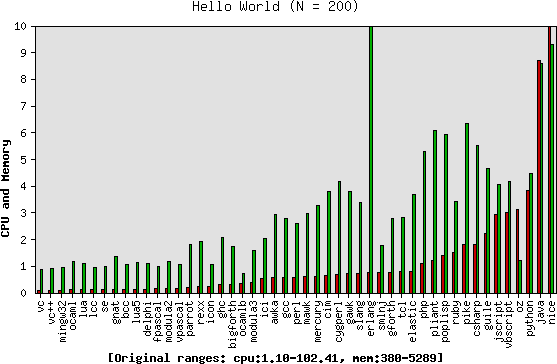 Hello World (N = 200)
10
9
8
7
6
5
4
3
2
1
0
CPU and Memory
vc
vc++
mingw32
ocaml
lua
lcc
se
gnat
bcc
lua5
delphi
fpascal
modula2
vpascal
parrot
rexx
icon
ghc
bigforth
ocamlb
modula3
ici
awka
gcc
perl
mawk
mercury
cim
cygperl
gawk
slang
erlang
smlnj
gforth
tcl
elastic
php
pliant
poplisp
ruby
pike
csharp
guile
jscript
vbscript
oz
python
java
nice
[Original ranges: cpu:1.10-102.41, mem:380-5289]